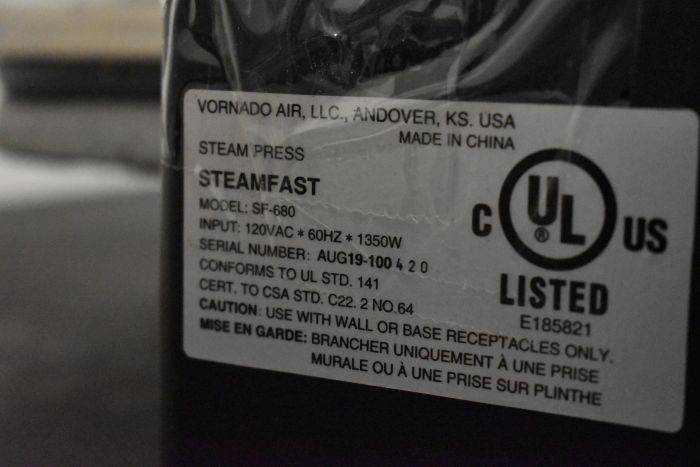 VORNADO AIR, LLC., ANDOVER, KS. USA
MADE IN CHINA
STEAM PRESS
STEAMFAST
MODEL: SF-680
INPUT: 120VAC * 60HZ * 1350W
SERIAL NUMBER: AUG19-100 420
CONFORMS TO UL STD. 141
CERT. TO CSA STD. C22. 2 NO.64
C UL ® US
LISTED
E185821
CAUTION: USE WITH WALL OR BASE RECEPTACLES ONLY.
MISE EN GARDE: BRANCHER UNIQUEMENT À UNE PRISE
MURALE OU À UNE PRISE SUR PLINTHE